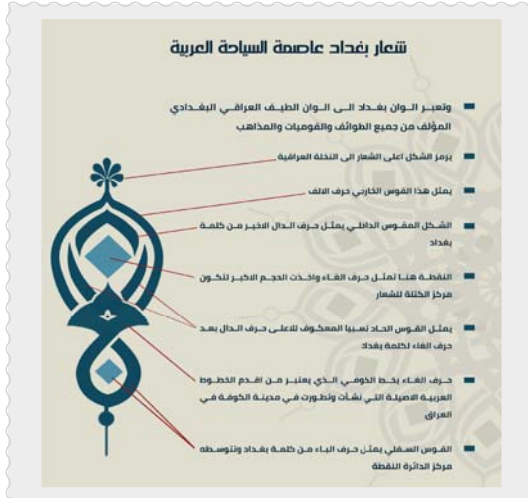 شعار بغداد عاصمة السياحة العربية
وتعبر الوان بغداد الى الوان الطيف العراقي البغدادي
المؤلف من جميع الطوائف والقوميات والمذاهب
يرمز الشكل اعلى الشعار الى النخلة العراقية
يمثل هذا القوس الخارجي حرف الالف
الشكل المقوس الداخلي يمثل حرف الدال الاخير من كلمة
بغداد
النقطة هنا تمثل حرف الغاء واخذت الحجم الاكبر لتكون
مركز الكتلة للشعار
يمثل القوس الحاد نسبيا المعكوف للاعلى حرف الدال بعد
حرف الغاء لكلمة بغداد
حرف الغاء بخط الكوفي الذي يعتبر من اقدم الخطوط
العربية الاصيلة التي نشأت وتطورت في مدينة الكوفة في
العراق
القوس السفلي يمثل حرف الباء من كلمة بغداد وتتوسطه
مركز الدائرة النقطة